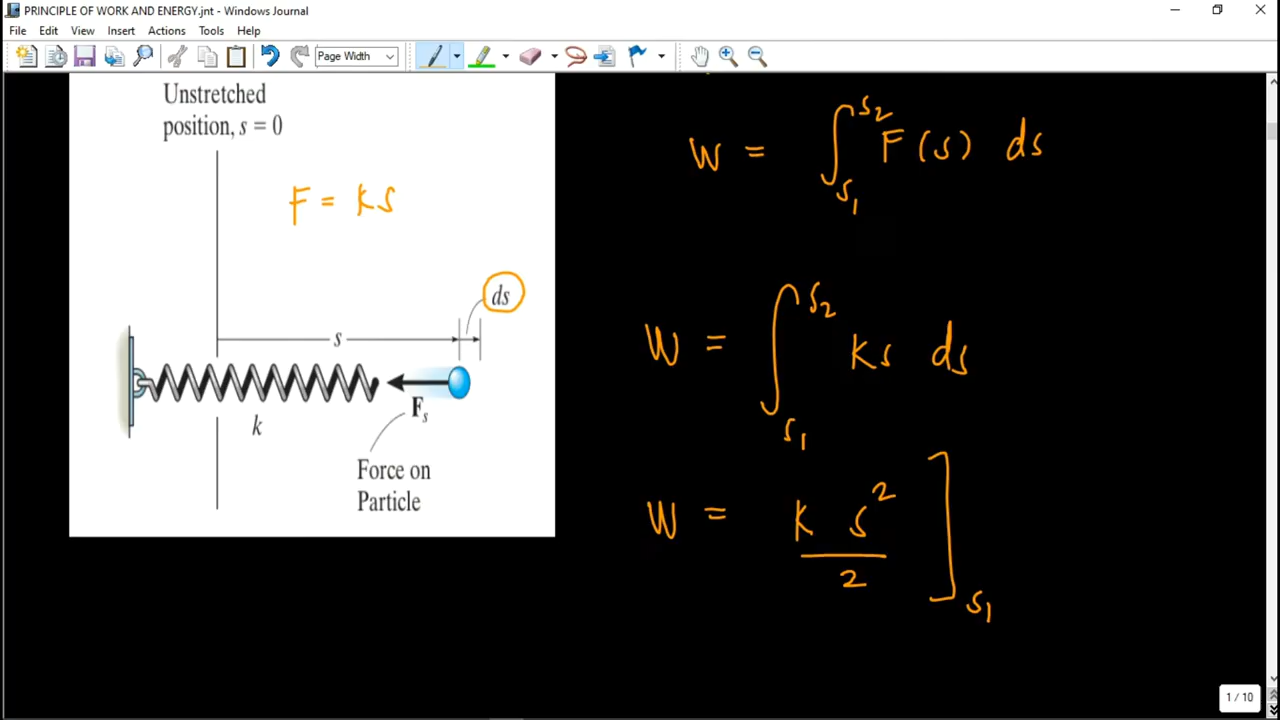 PRINCIPLE OF WORK AND ENERGY.jnt - Windows Journal
File Edit View Insert Actions Tools Help
Page Width
Unstretched
position, s = 0
F = ks
ds
s
k
Fs
Force on
Particle
W = ∫_{s1}^{s2} F(s) ds
W = ∫_{s1}^{s2} ks ds
W = k s²/2 ]_{s1}
1 / 10